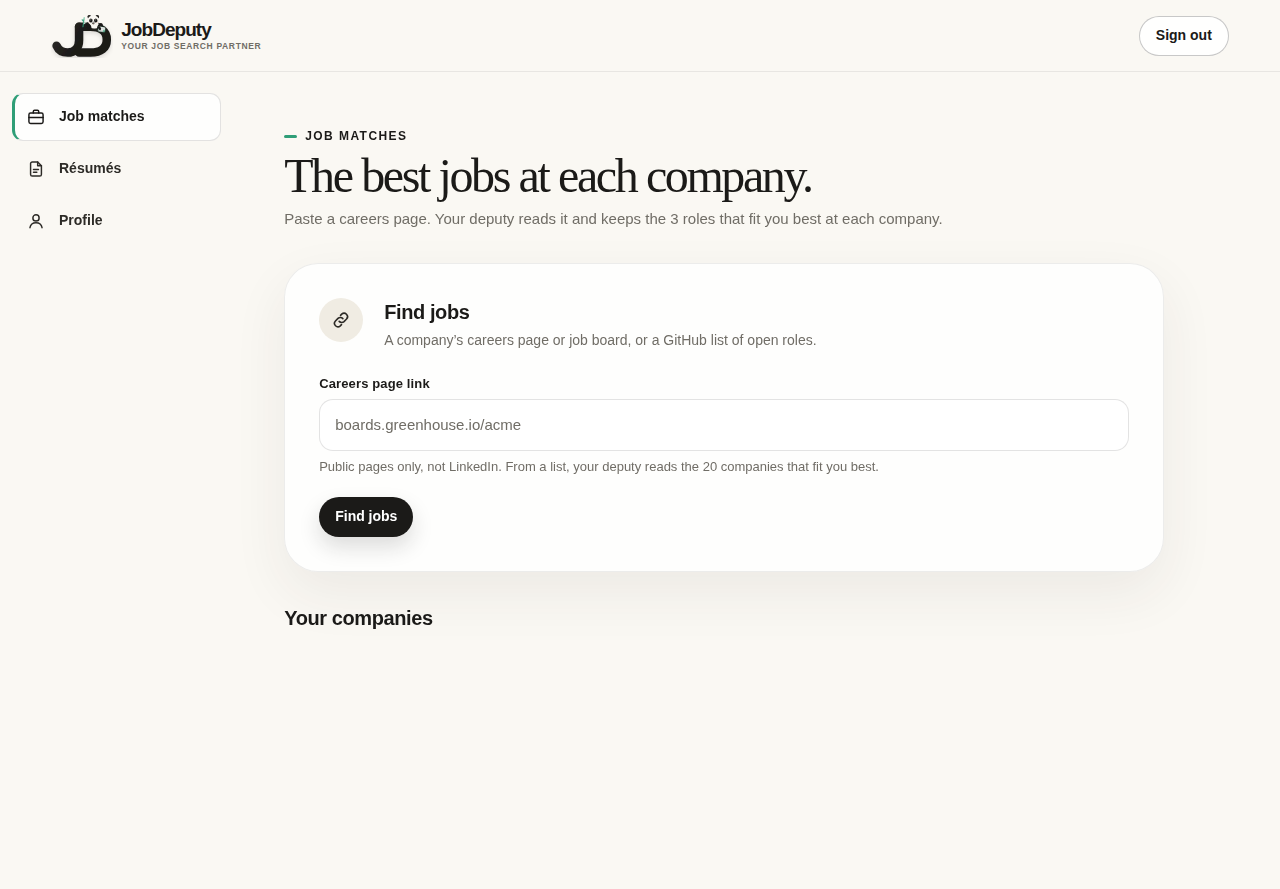 JobDeputy
YOUR JOB SEARCH PARTNER
Sign out
Job matches
Résumés
Profile
JOB MATCHES
The best jobs at each company.
Paste a careers page. Your deputy reads it and keeps the 3 roles that fit you best at each company.
Find jobs
A company's careers page or job board, or a GitHub list of open roles.
Careers page link
boards.greenhouse.io/acme
Public pages only, not LinkedIn. From a list, your deputy reads the 20 companies that fit you best.
Find jobs
Your companies